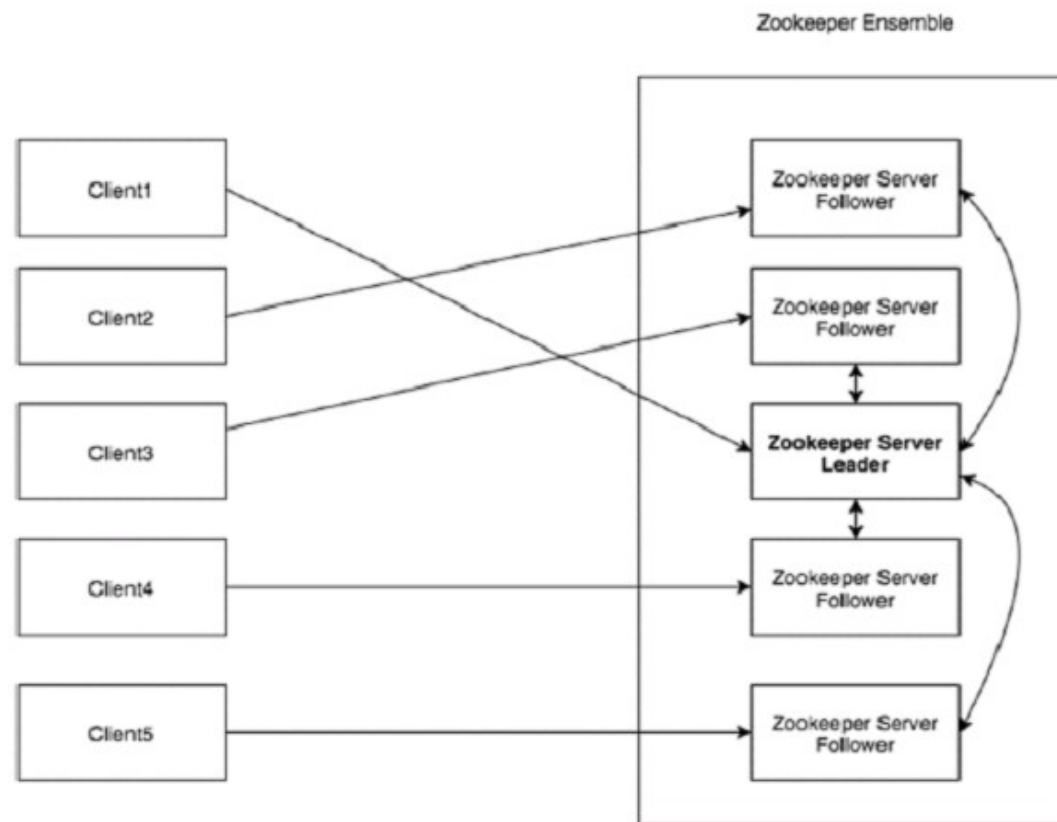 Zookeeper Ensemble
Client1
Zookeeper Server
Follower
Client2
Zookeeper Server
Follower
Client3
Zookeeper Server
Leader
Client4
Zookeeper Server
Follower
Client5
Zookeeper Server
Follower